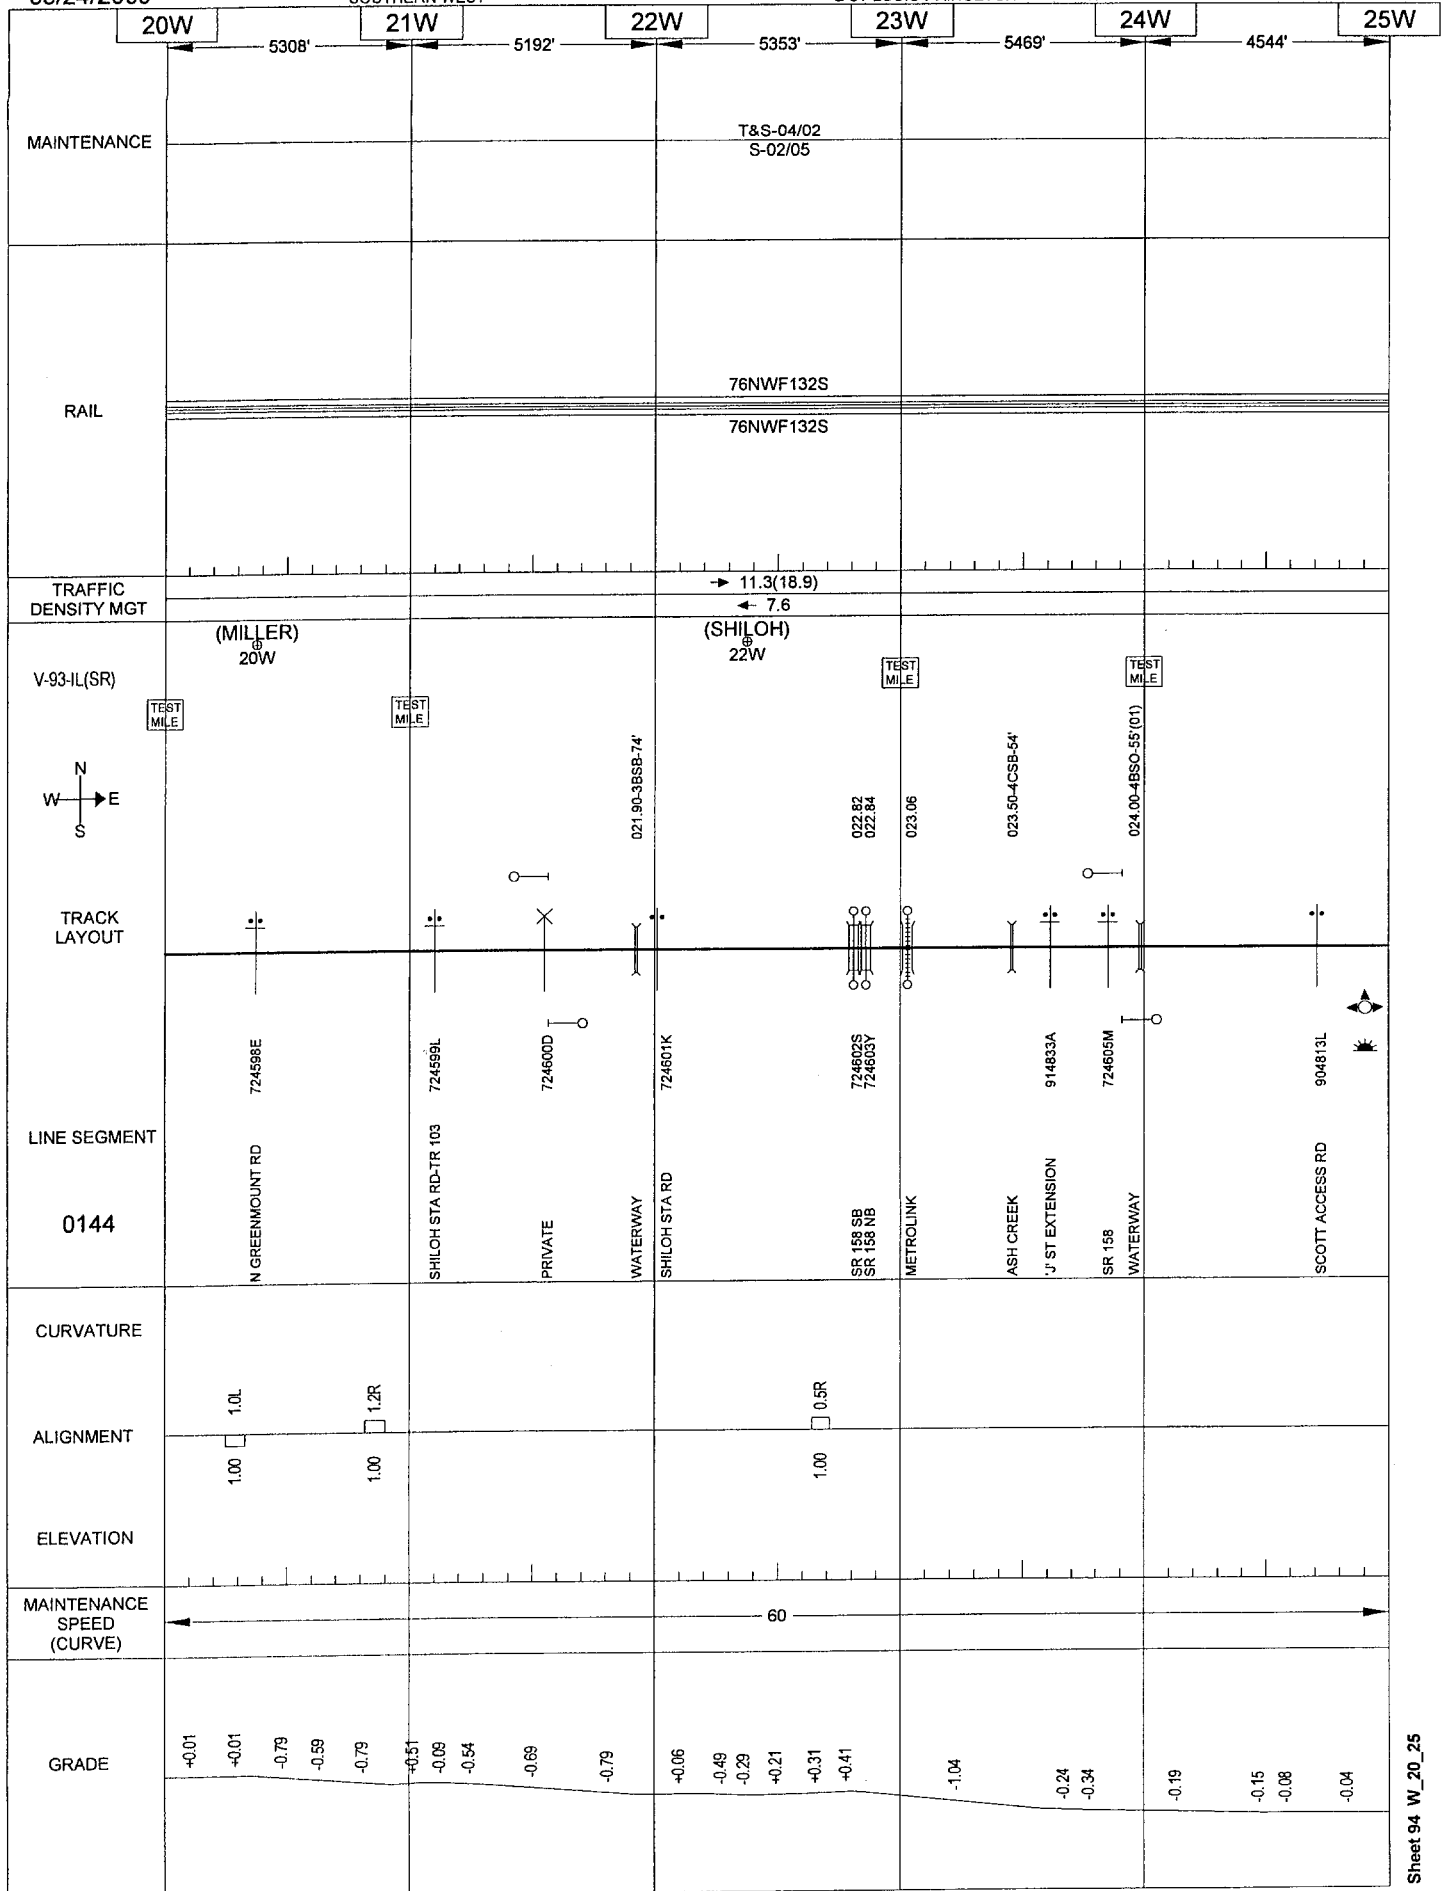 20W 21W 22W 23W 24W 25W
5308' 5192' 5353' 5469' 4544'
MAINTENANCE
T&S-04/02
S-02/05
RAIL
76NWF132S
76NWF132S
TRAFFIC
DENSITY MGT
11.3(18.9)
7.6
V-93-IL(SR)
(MILLER)
20W
(SHILOH)
22W
TEST
MILE
TEST
MILE
TEST
MILE
TEST
MILE
N
W E
S
021.90-3BSB-74'
022.82
022.84
023.06
023.50-4CSB-54'
024.00-4BSO-55'(01)
TRACK
LAYOUT
724598E
724599L
724600D
724601K
724602S
724603Y
914833A
724605M
904813L
LINE SEGMENT
0144
N GREENMOUNT RD
SHILOH STA RD-TR 103
PRIVATE
WATERWAY
SHILOH STA RD
SR 158 SB
SR 158 NB
METROLINK
ASH CREEK
'J' ST EXTENSION
SR 158
WATERWAY
SCOTT ACCESS RD
CURVATURE
1.0L 1.2R 0.5R
ALIGNMENT
1.00 1.00 1.00
ELEVATION
MAINTENANCE
SPEED
(CURVE)
60
GRADE
+0.01 +0.01 -0.79 -0.59 -0.79 +0.51 -0.09 -0.54 -0.69 -0.79 +0.06 -0.49 -0.29 +0.21 +0.31 +0.41 -1.04 -0.24 -0.34 -0.19 -0.15 -0.08 -0.04
Sheet 94 W_20_25